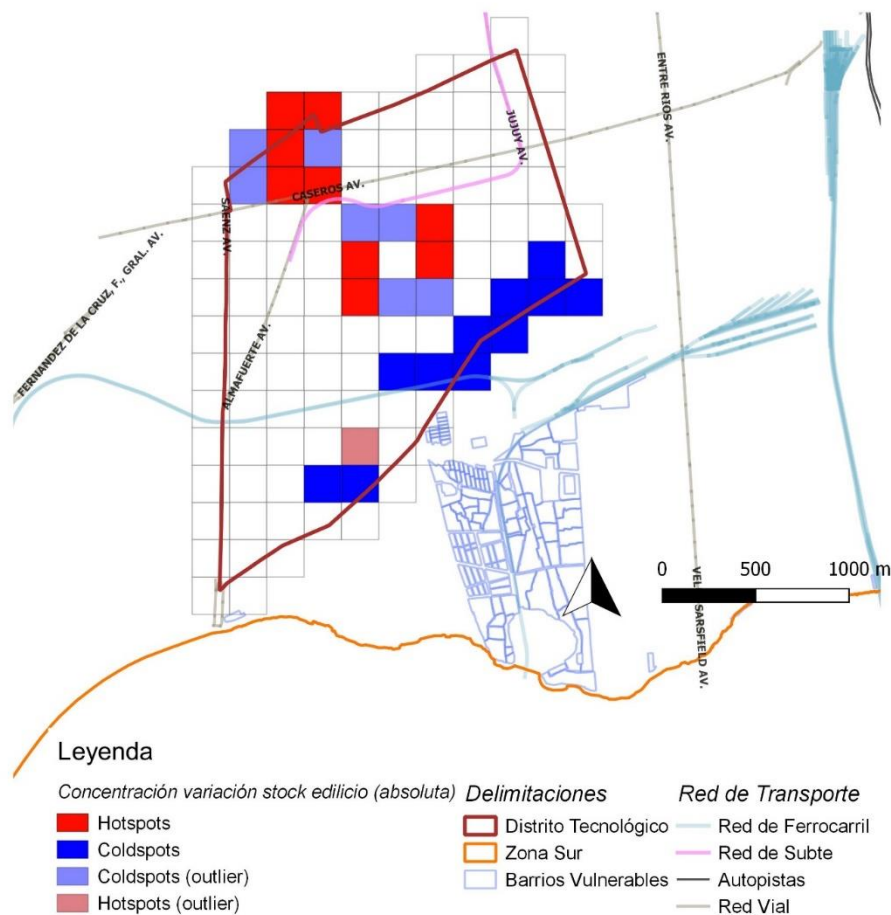 JUJUY AV.
ENTRE RIOS AV.
CASEROS AV.
SAENZ AV.
FERNANDEZ DE LA CRUZ, F., GRAL. AV.
ALMAFUERTE AV.
0 500 1000 m
VEL SARSFIELD AV.
Leyenda
Concentración variación stock edilicio (absoluta)
Hotspots
Coldspots
Coldspots (outlier)
Hotspots (outlier)
Delimitaciones
Distrito Tecnológico
Zona Sur
Barrios Vulnerables
Red de Transporte
Red de Ferrocarril
Red de Subte
Autopistas
Red Vial